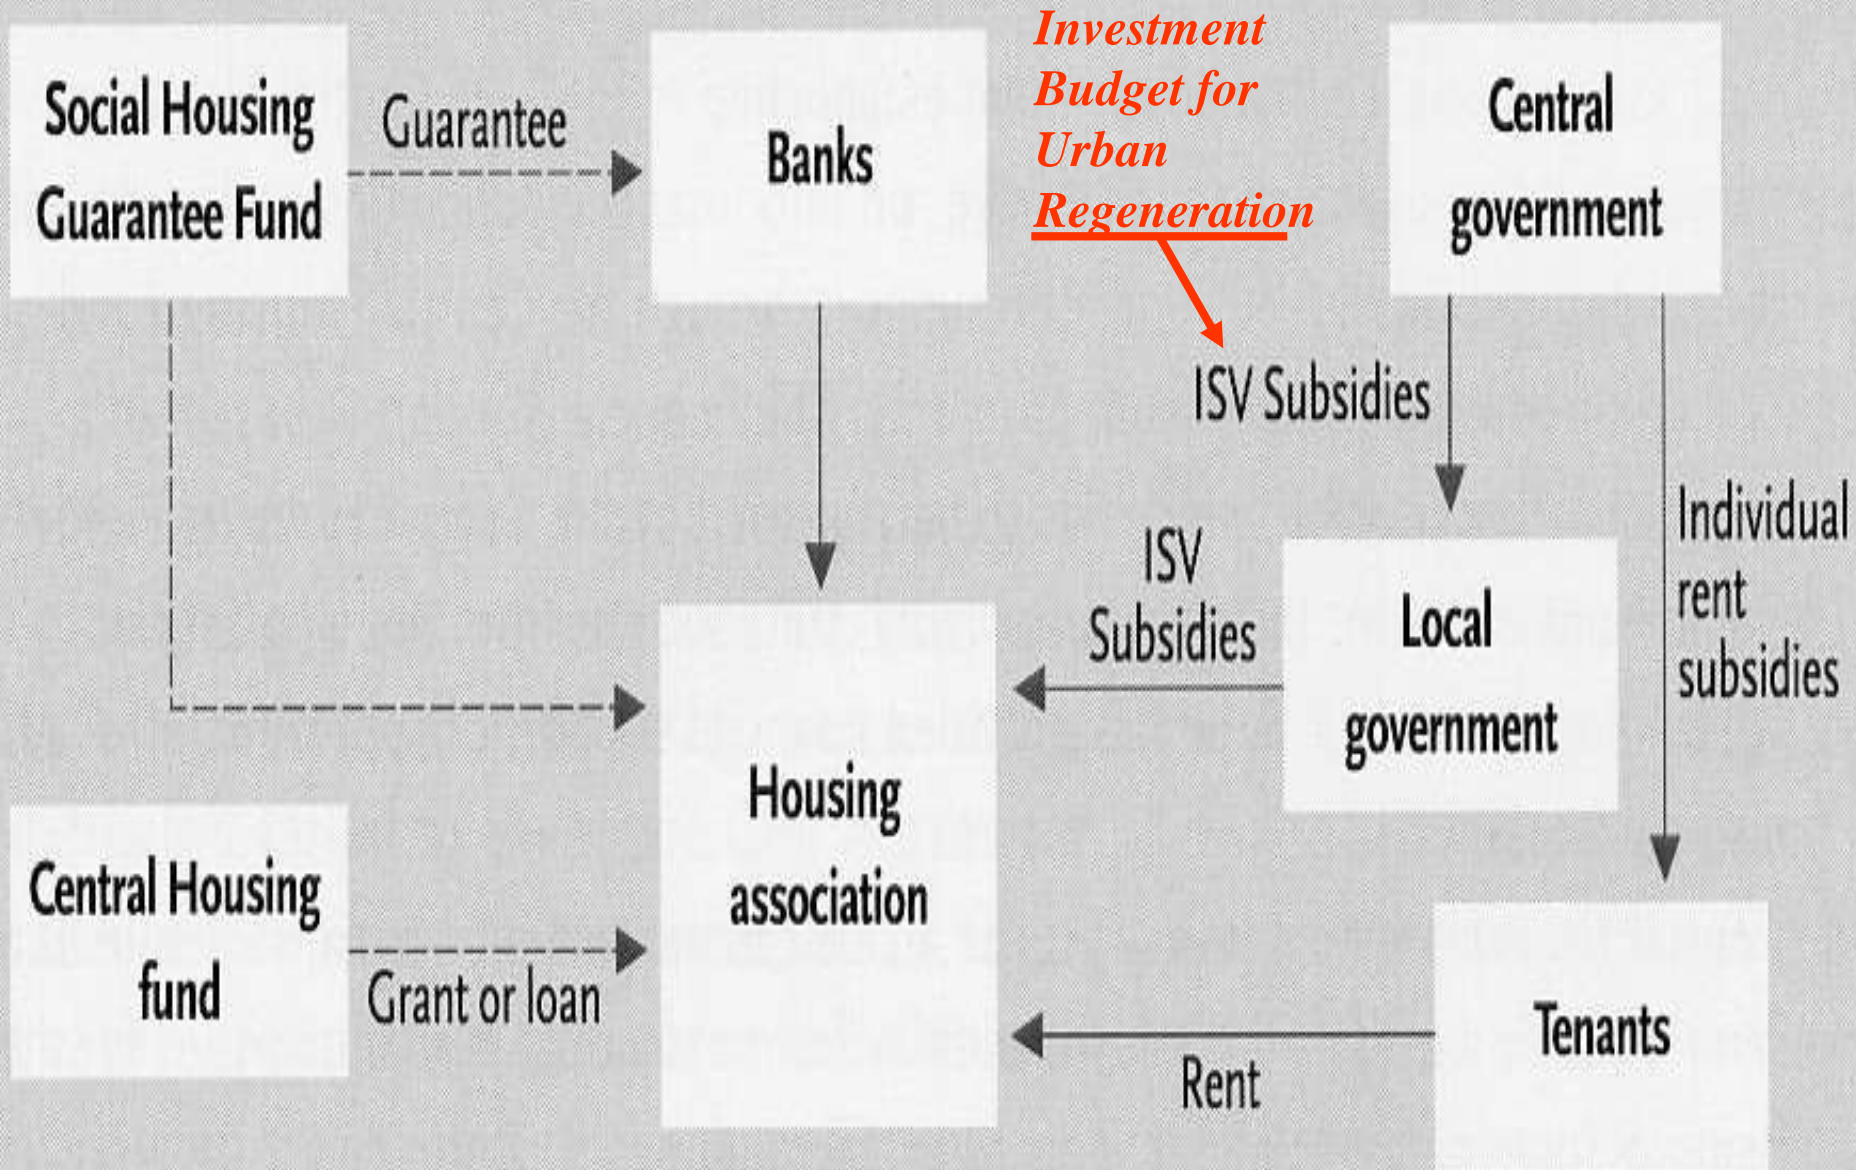 Social Housing
Guarantee Fund
Guarantee
Banks
Investment
Budget for
Urban
Regeneration
Central
government
ISV Subsidies
Individual
rent
subsidies
ISV
Subsidies
Local
government
Housing
association
Central Housing
fund
Grant or loan
Tenants
Rent